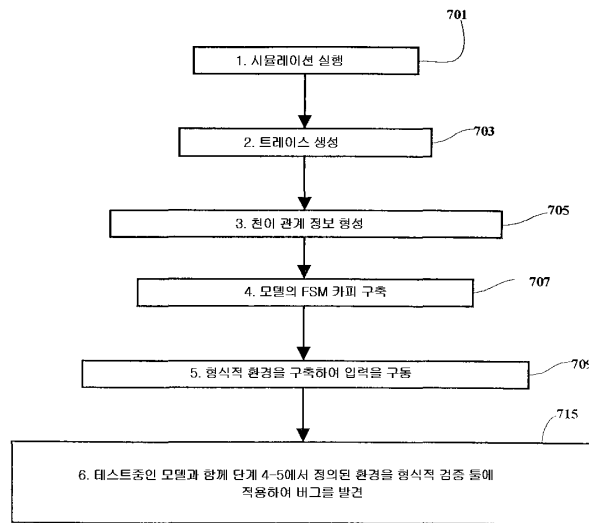 701
1. 시뮬레이션 실행
703
2. 트레이스 생성
705
3. 천이 관계 정보 형성
707
4. 모델의 FSM 카피 구축
709
5. 형식적 환경을 구축하여 입력을 구동
715
6. 테스트중인 모델과 함께 단계 4-5에서 정의된 환경을 형식적 검증 툴에
적용하여 버그를 발견